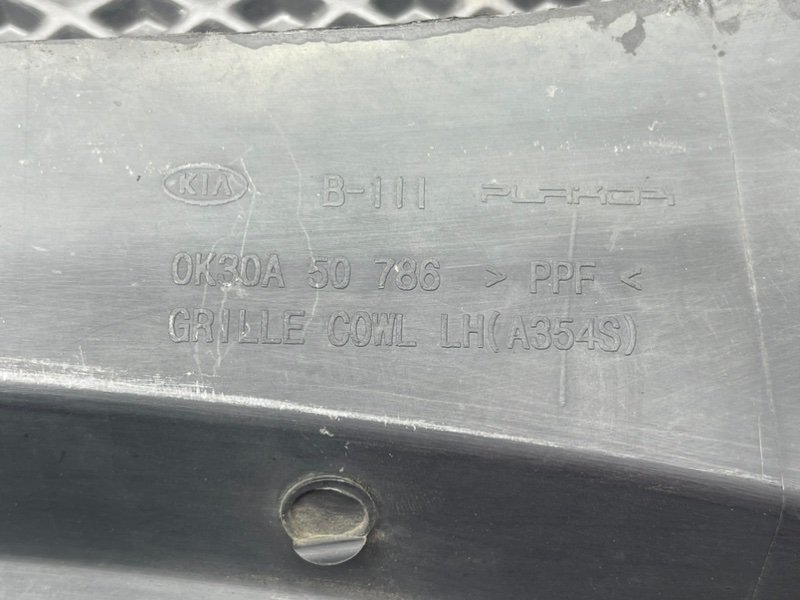 KIA B-111 PLAKOR
0K30A 50 786 > PPF <
GRILLE COWL LH(A354S)